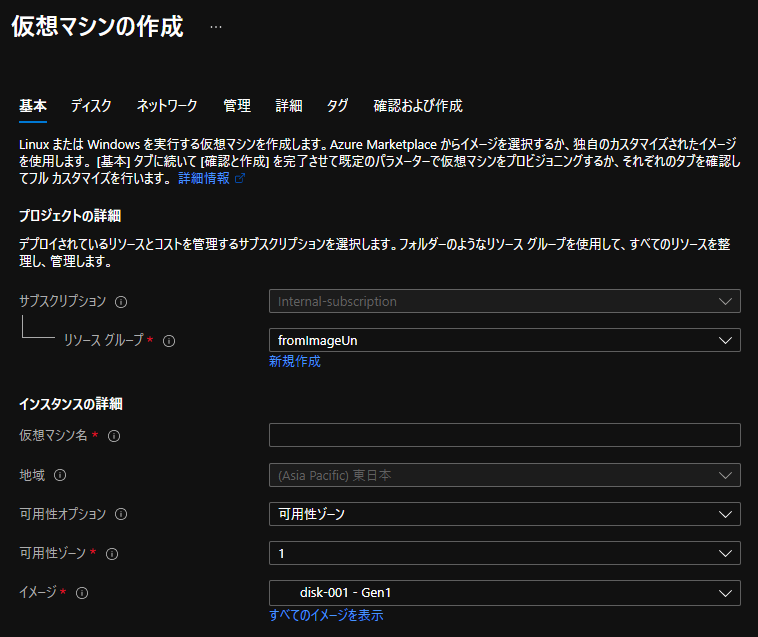 仮想マシンの作成 ...
基本 ディスク ネットワーク 管理 詳細 タグ 確認および作成
Linux または Windows を実行する仮想マシンを作成します。Azure Marketplace からイメージを選択するか、独自のカスタマイズされたイメージ
を使用します。[基本] タブに続いて [確認と作成] を完了させて既定のパラメーターで仮想マシンをプロビジョニングするか、それぞれのタブを確認し
てフル カスタマイズを行います。 詳細情報
プロジェクトの詳細
デプロイされているリソースとコストを管理するサブスクリプションを選択します。フォルダーのようなリソース グループを使用して、すべてのリソースを整
理し、管理します。
サブスクリプション Internal-subscription
リソース グループ * fromImageUn
新規作成
インスタンスの詳細
仮想マシン名 *
地域 (Asia Pacific) 東日本
可用性オプション 可用性ゾーン
可用性ゾーン * 1
イメージ * disk-001 - Gen1
すべてのイメージを表示